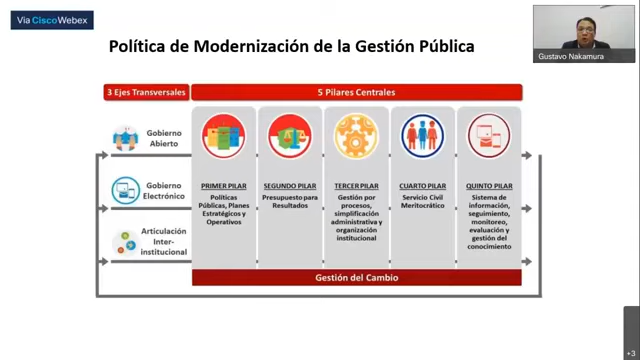 Vía CiscoWebex
Política de Modernización de la Gestión Pública
Gustavo Nakamura
3 Ejes Transversales
5 Pilares Centrales
Gobierno
Abierto
Gobierno
Electrónico
Articulación
Inter-
institucional
PRIMER PILAR
Políticas
Públicas, Planes
Estratégicos y
Operativos
SEGUNDO PILAR
Presupuesto para
Resultados
TERCER PILAR
Gestión por
procesos,
simplificación
administrativa y
organización
institucional
CUARTO PILAR
Servicio Civil
Meritocrático
QUINTO PILAR
Sistema de
información,
seguimiento,
monitoreo,
evaluación y
gestión del
conocimiento
Gestión del Cambio
+3